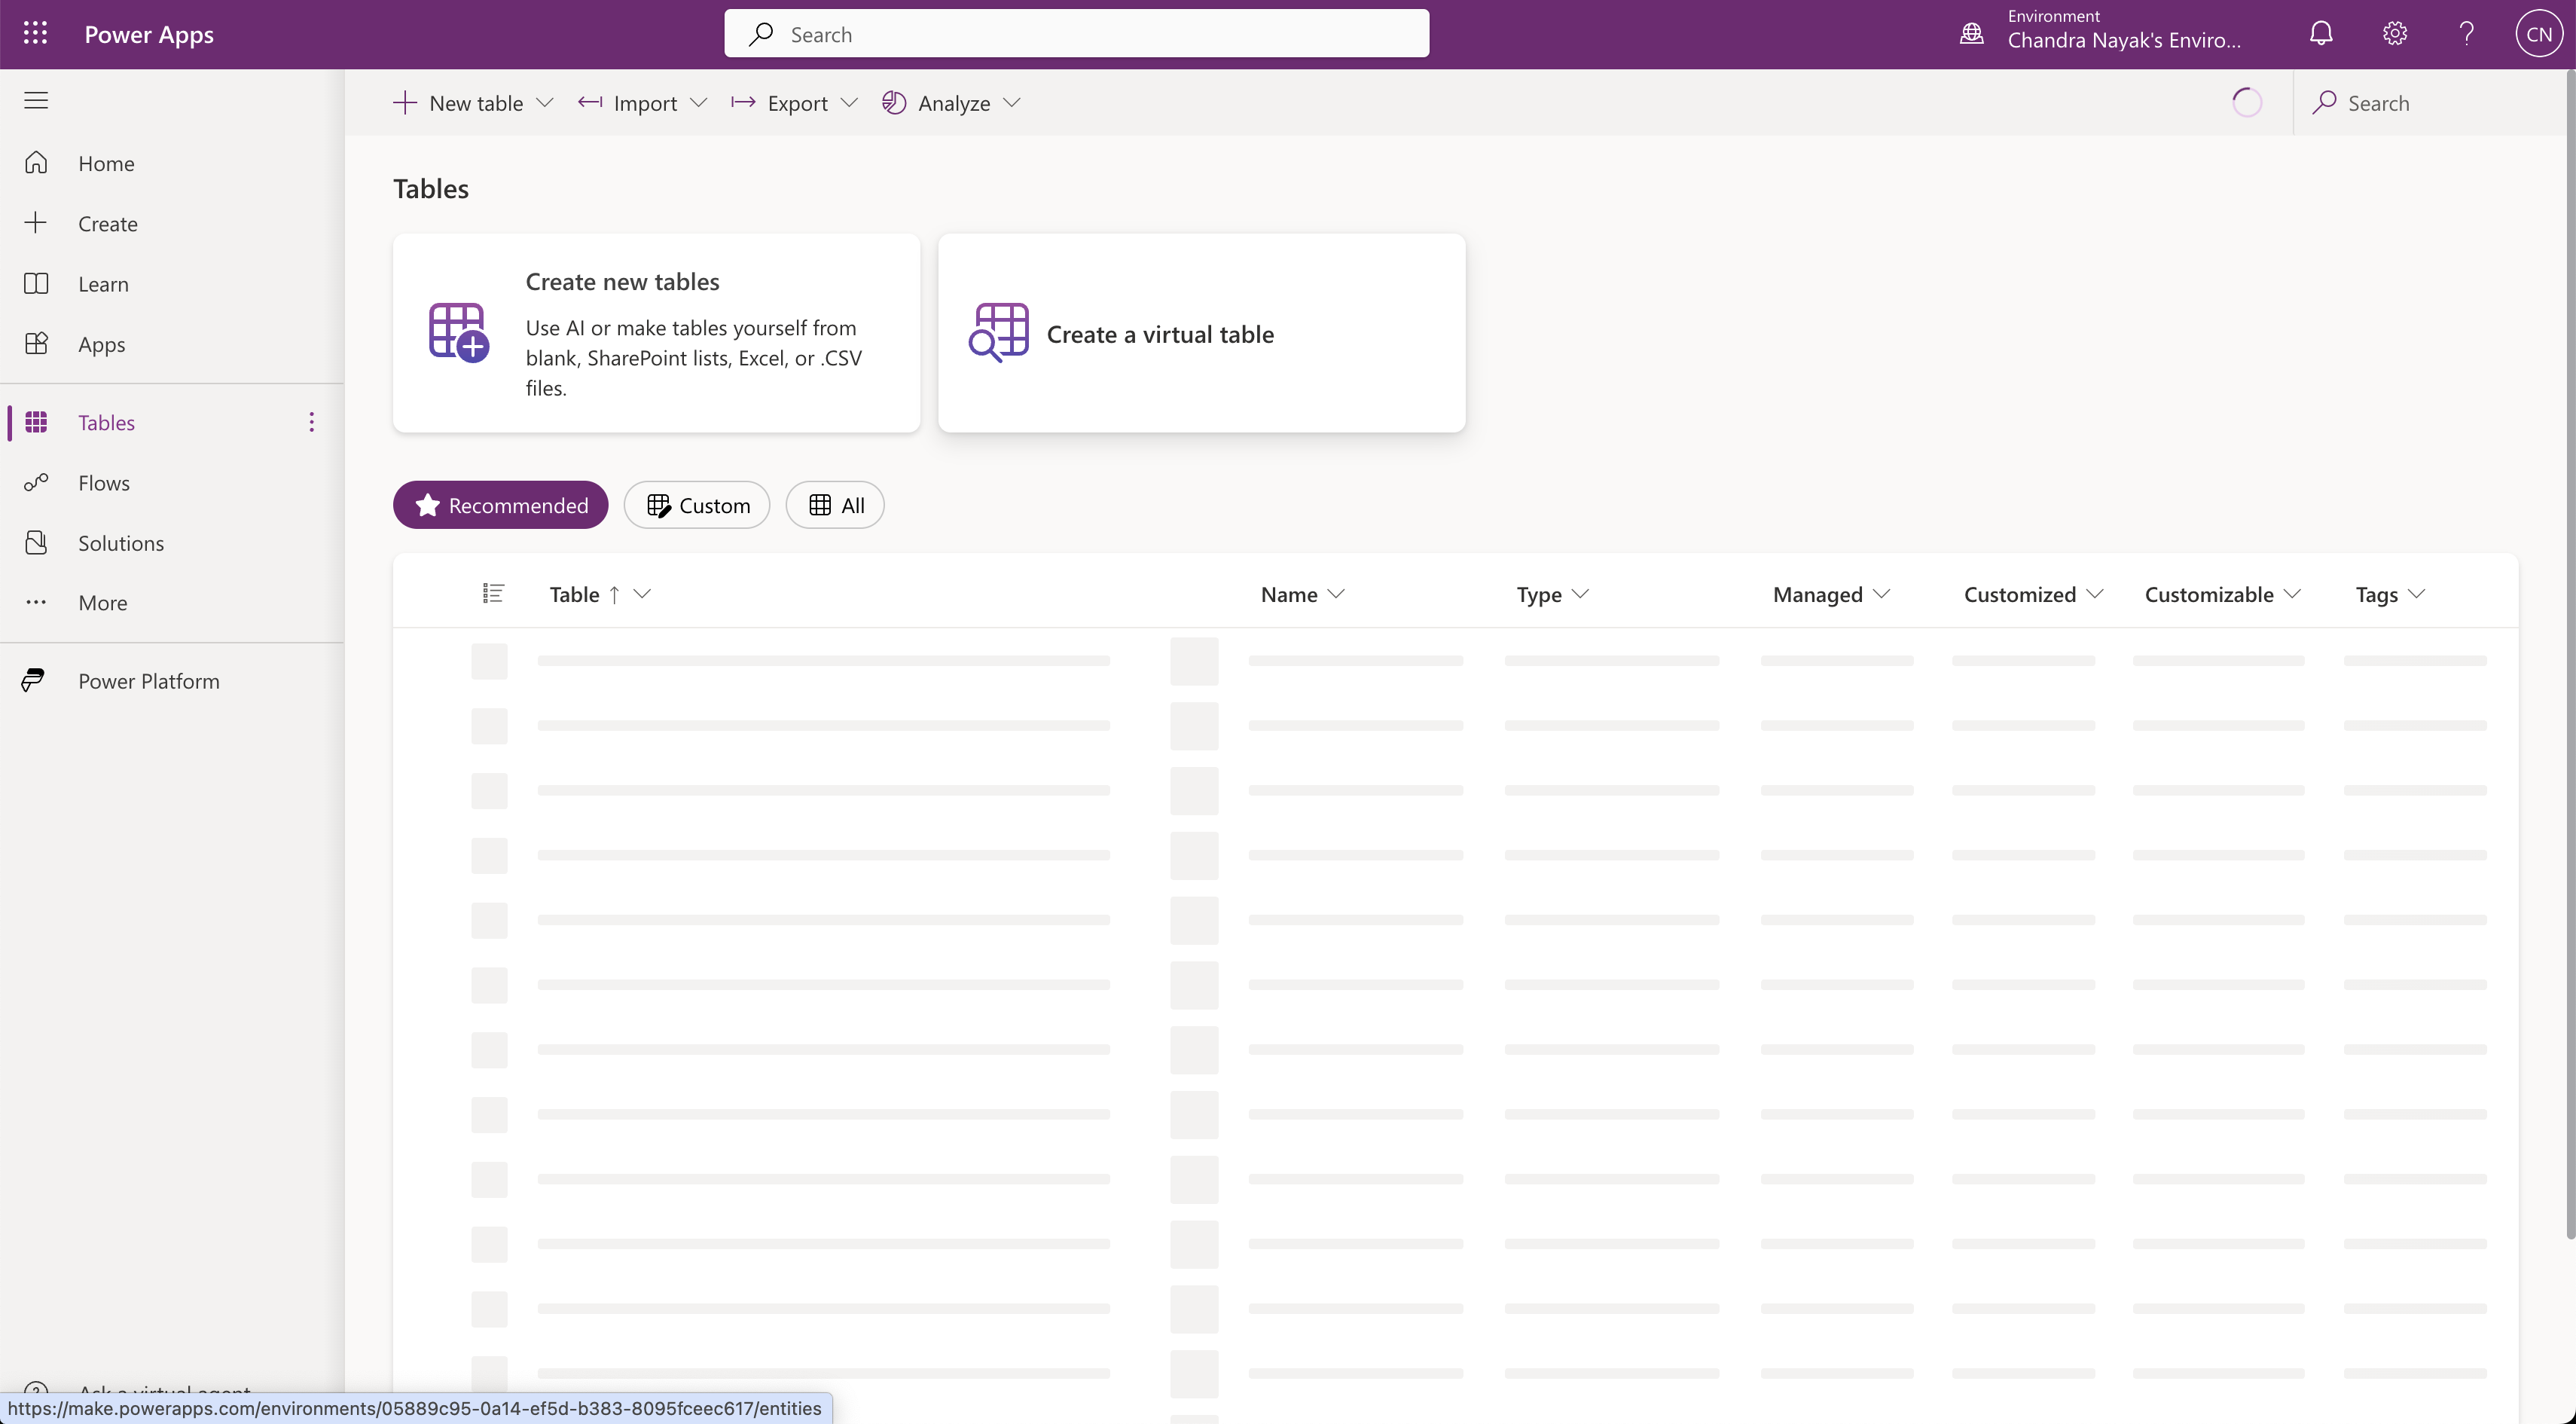 Power Apps
Search
Environment
Chandra Nayak's Enviro...
CN
New table
Import
Export
Analyze
Search
Home
Create
Learn
Apps
Tables
Flows
Solutions
More
Power Platform
Ask a virtual agent
Tables
Create new tables
Use AI or make tables yourself from
blank, SharePoint lists, Excel, or .CSV
files.
Create a virtual table
Recommended
Custom
All
Table
Name
Type
Managed
Customized
Customizable
Tags
https://make.powerapps.com/environments/05889c95-0a14-ef5d-b383-8095fceec617/entities